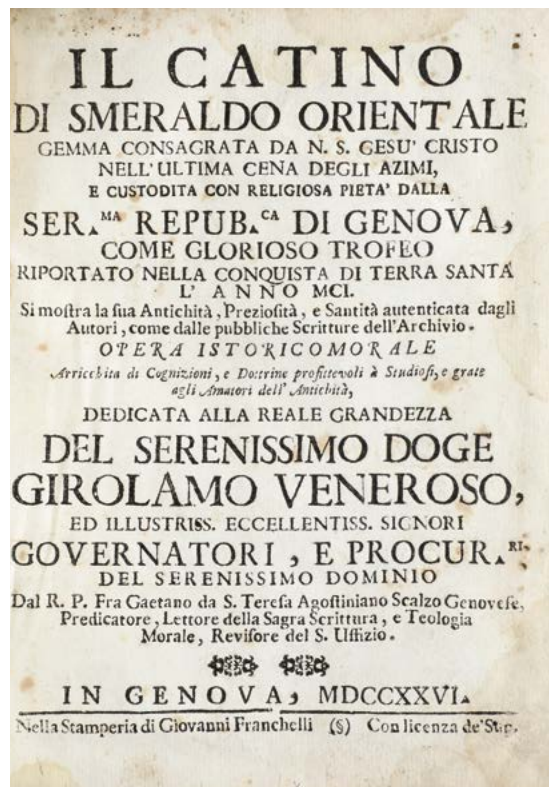 IL CATINO
DI SMERALDO ORIENTALE
GEMMA CONSAGRATA DA N. S. GESU' CRISTO
NELL'ULTIMA CENA DEGLI AZIMI,
E CUSTODITA CON RELIGIOSA PIETA' DALLA
SER.MA REPUB.CA DI GENOVA,
COME GLORIOSO TROFEO
RIPORTATO NELLA CONQUISTA DI TERRA SANTA
L' ANNO MCI.
Si moſtra la ſua Antichità, Prezioſità, e Santità autenticata dagli
Autori, come dalle pubbliche Scritture dell'Archivio.
OPERA ISTORICOMORALE
Arricchita di Cognizioni, e Dottrine profittevoli à Studioſi, e grate
agli Amatori dell' Antichità,
DEDICATA ALLA REALE GRANDEZZA
DEL SERENISSIMO DOGE
GIROLAMO VENEROSO,
ED ILLUSTRISS. ECCELLENTISS. SIGNORI
GOVERNATORI, E PROCUR.RI.
DEL SERENISSIMO DOMINIO
Dal R. P. Fra Gaetano da S. Tereſa Agoſtiniano Scalzo Genoveſe,
Predicatore, Lettore della Sagra Scrittura, e Teologia
Morale, Reviſore del S. Uffizio.
IN GENOVA, MDCCXXVI.
Nella Stamperia di Giovanni Franchelli (§) Con licenza de' Sup.